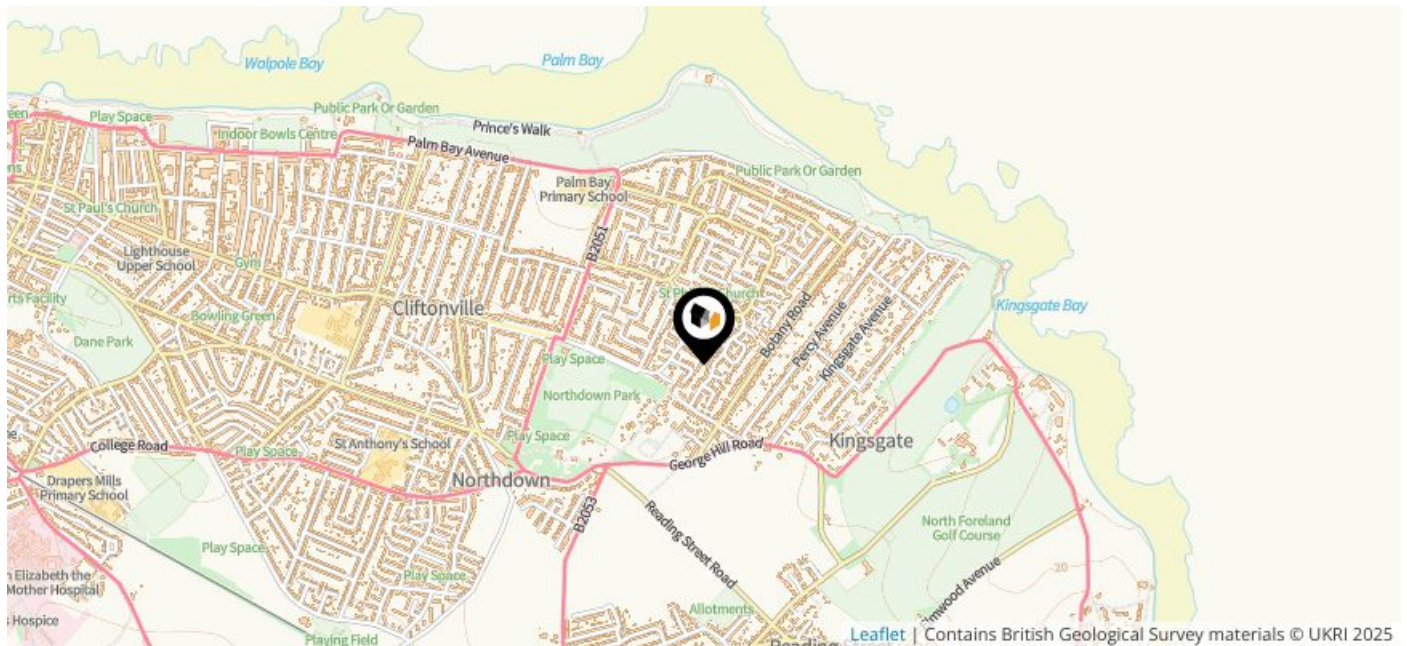 Walpole Bay
Palm Bay
Play Space
Public Park Or Garden
Indoor Bowls Centre
Prince's Walk
Palm Bay Avenue
Public Park Or Garden
Palm Bay
Primary School
St Paul's Church
B2051
Lighthouse
Upper School
Gym
Cliftonville
Bowling Green
Dane Park
Botany Road
Percy Avenue
Kingsgate Avenue
Kingsgate Bay
Play Space
Northdown Park
College Road
St Anthony's School
Play Space
Play Space
George Hill Road
Kingsgate
Northdown
Drapers Mills
Primary School
B2053
Reading Street Road
North Foreland
Golf Course
Play Space
20
Elizabeth the
Mother Hospital
Play Space
Allotments
Hospice
Playing Field
Leaflet | Contains British Geological Survey materials © UKRI 2025